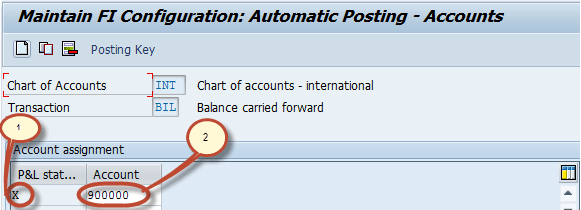 Maintain FI Configuration: Automatic Posting - Accounts
Posting Key
Chart of Accounts INT Chart of accounts - international
Transaction BIL Balance carried forward
1
2
Account assignment
P&L stat... Account
X 900000